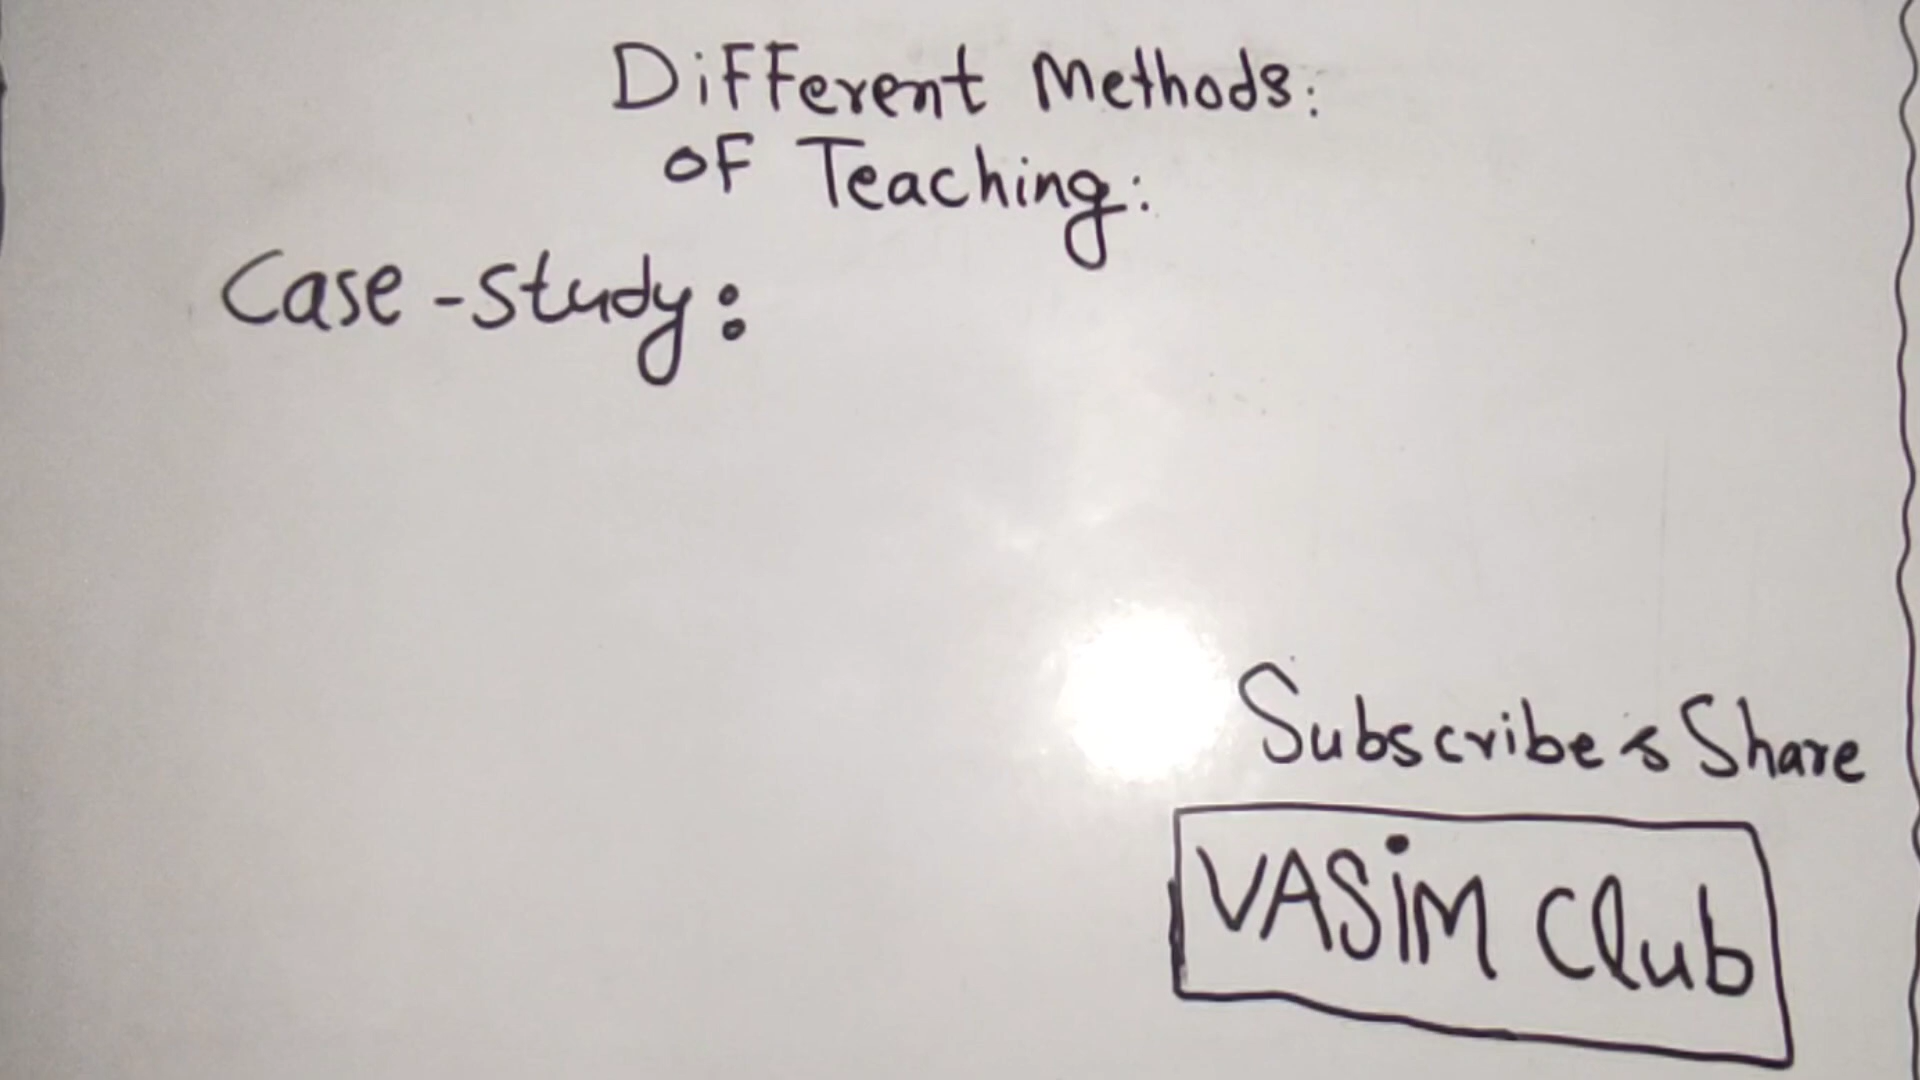 Different Methods:
of Teaching:
Case-study:
Subscribe & Share
VASiM Club